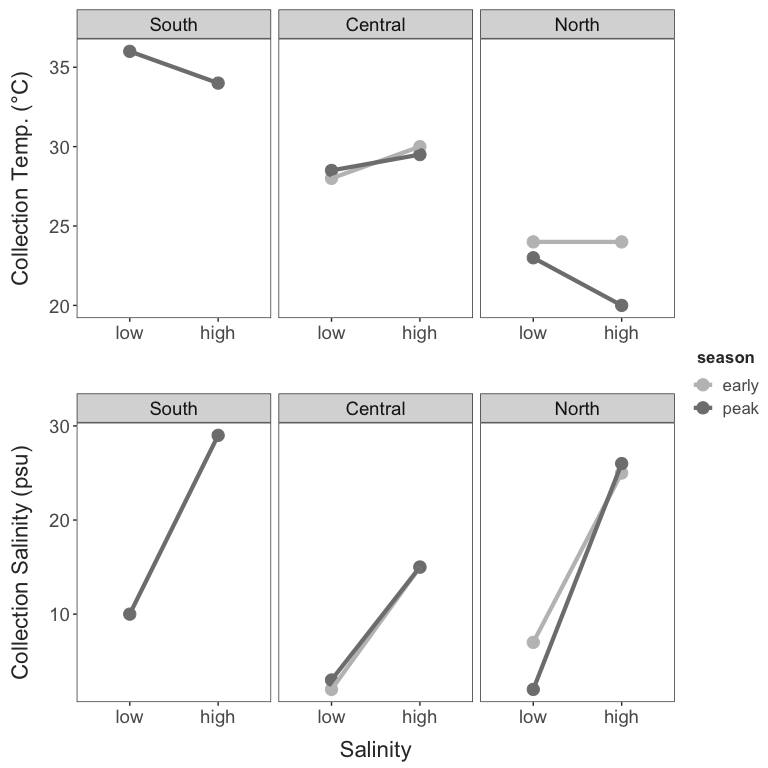 South Central North
Collection Temp. (°C)
35
30
25
20
low high low high low high
season
early
peak
South Central North
Collection Salinity (psu)
30
20
10
low high low high low high
Salinity